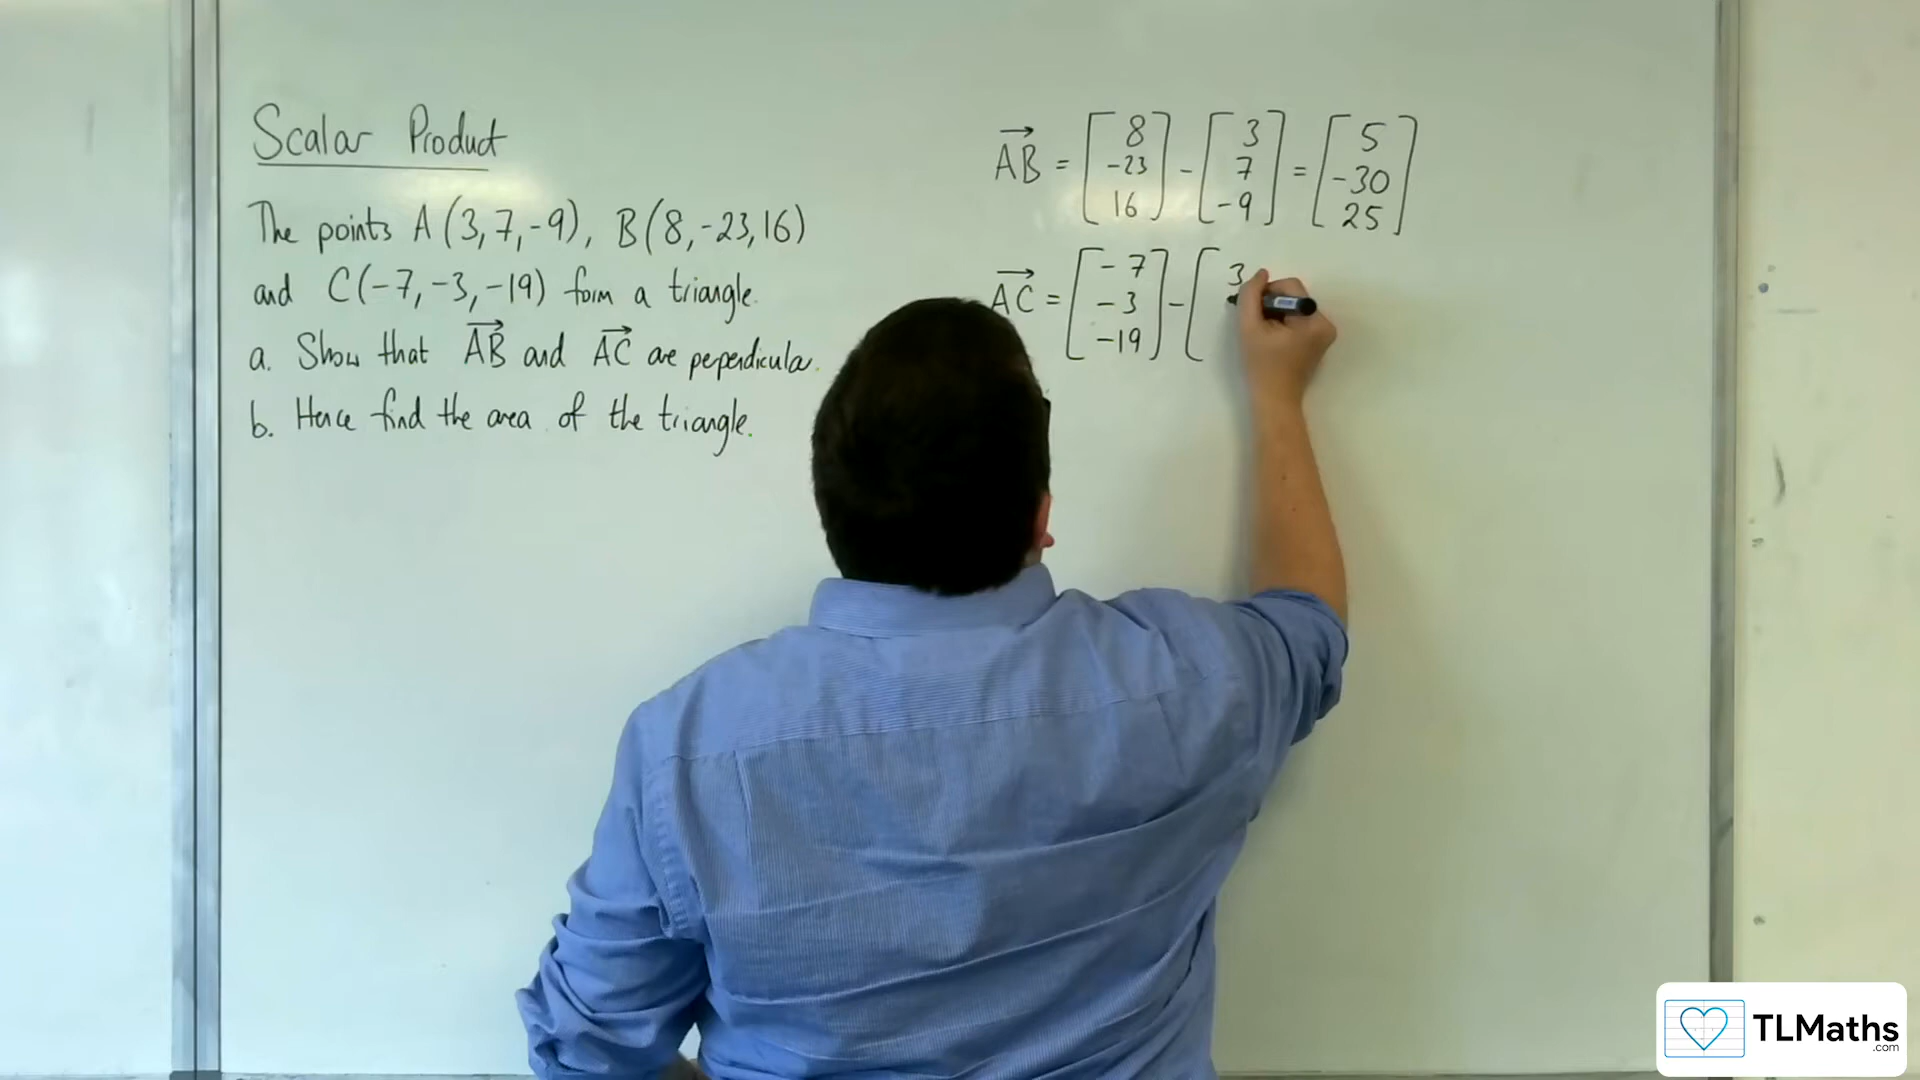 Scalar Product
The points A(3,7,-9), B(8,-23,16)
and C(-7,-3,-19) form a triangle.
a. Show that AB and AC are perpendicular.
b. Hence find the area of the triangle.
AB = [8 -23 16] - [3 7 -9] = [5 -30 25]
AC = [-7 -3 -19] - [3
TLMaths
.com